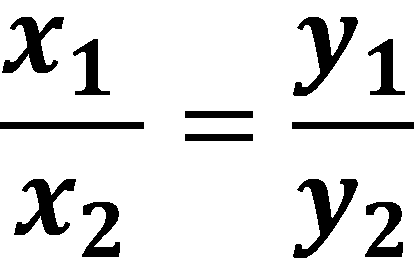 x₁/x₂ = y₁/y₂